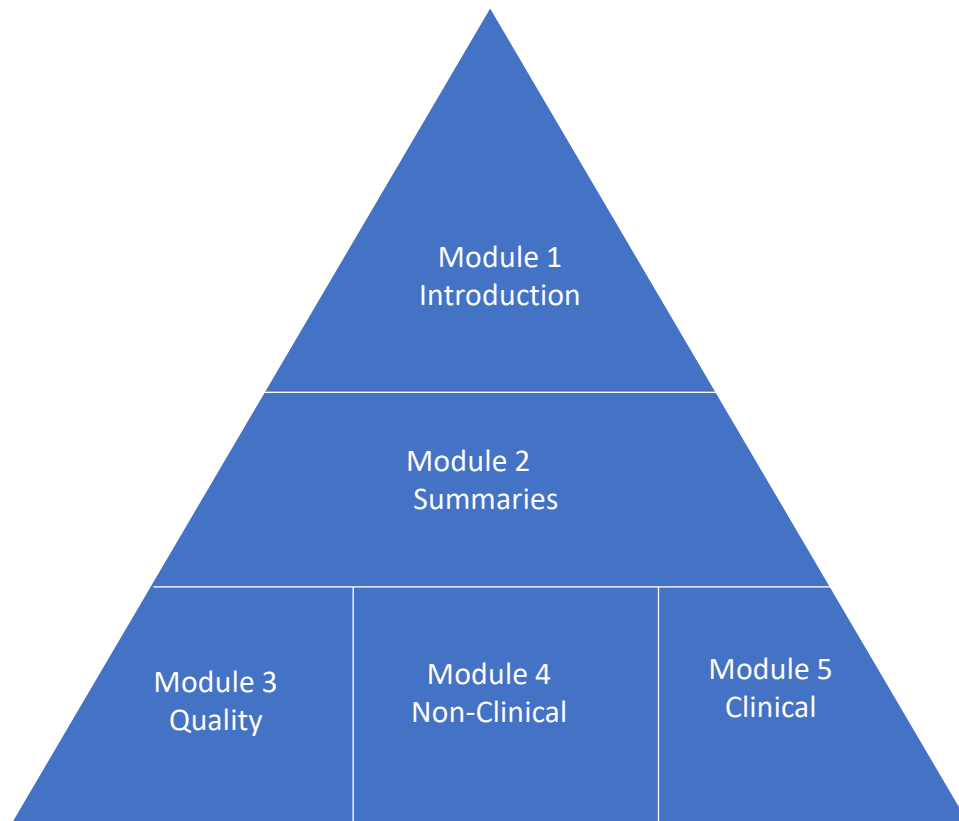 Module 1
Introduction
Module 2
Summaries
Module 3
Quality
Module 4
Non-Clinical
Module 5
Clinical